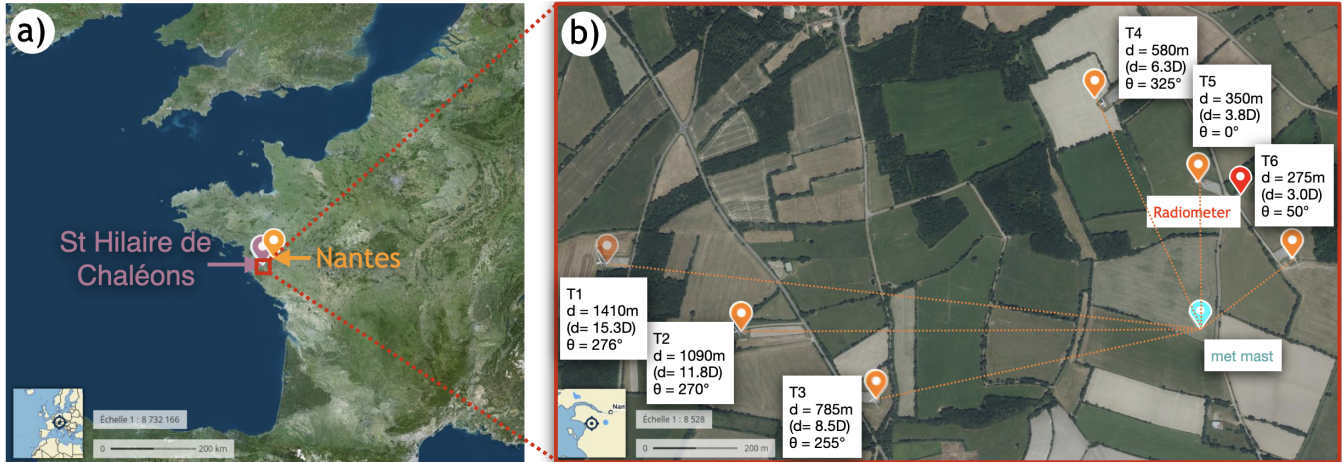 a)
St Hilaire de
Chaléons
Nantes
Échelle 1 : 8 732 166
0 200 km
b)
T4
d = 580m
(d= 6.3D)
θ = 325°
T5
d = 350m
(d= 3.8D)
θ = 0°
T6
d = 275m
(d= 3.0D)
θ = 50°
Radiometer
T1
d = 1410m
(d= 15.3D)
θ = 276°
T2
d = 1090m
(d= 11.8D)
θ = 270°
T3
d = 785m
(d= 8.5D)
θ = 255°
met mast
Nan
Échelle 1 : 8 528
0 200 m